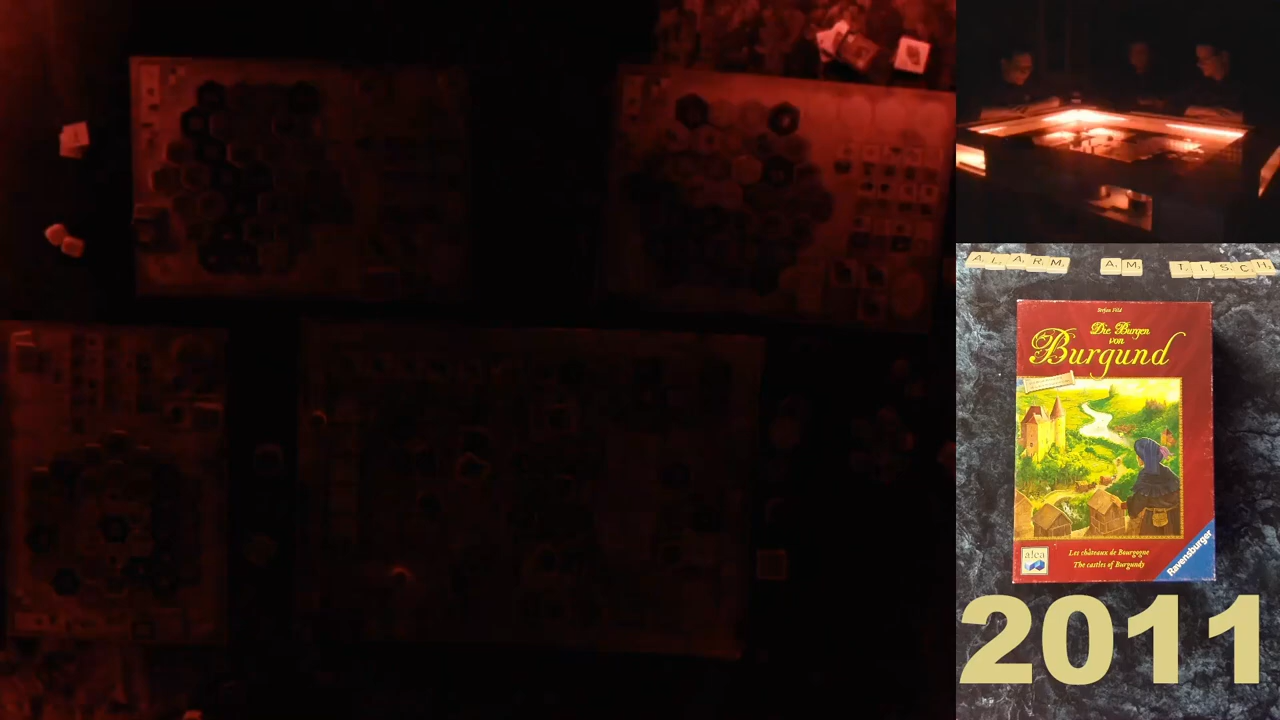 ALARM AM TISCH
Stefan Feld
Die Burgen
von
Burgund
alea
Les châteaux de Bourgogne
The castles of Burgundy
Ravensburger
2011